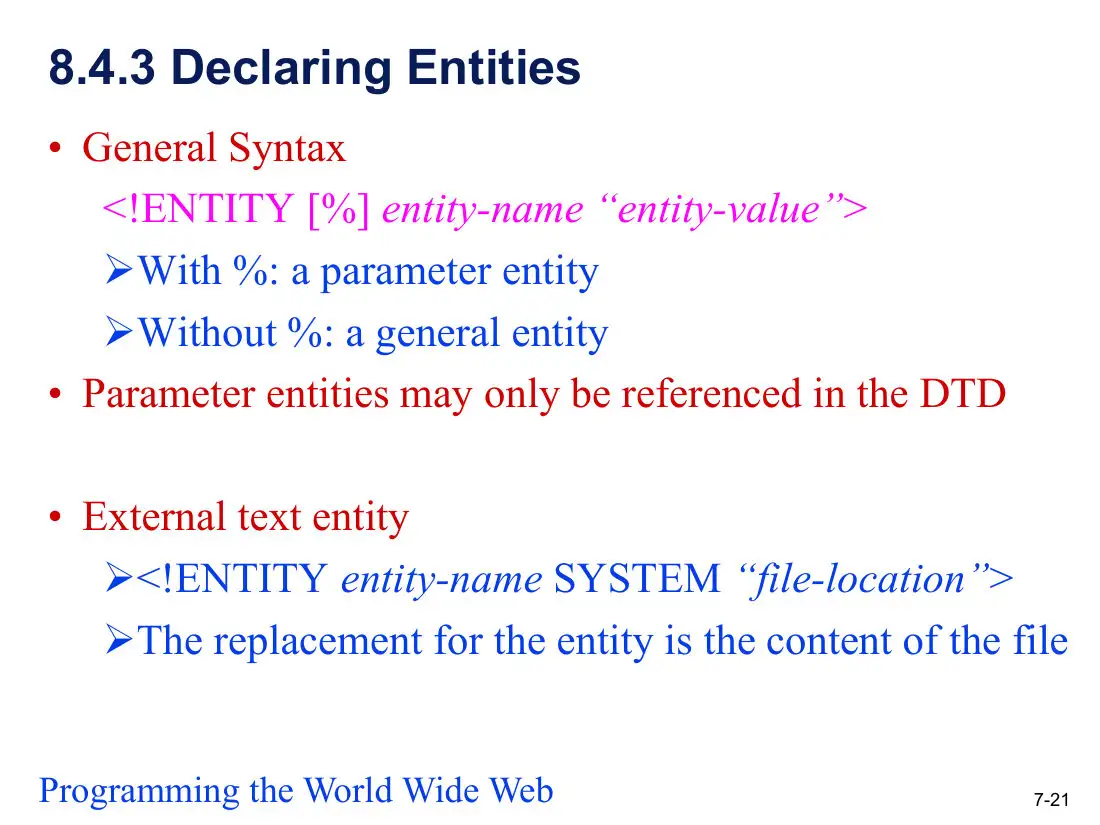 8.4.3 Declaring Entities
• General Syntax
<!ENTITY [%] entity-name “entity-value”>
➢With %: a parameter entity
➢Without %: a general entity
• Parameter entities may only be referenced in the DTD
• External text entity
➢<!ENTITY entity-name SYSTEM “file-location”>
➢The replacement for the entity is the content of the file
Programming the World Wide Web
7-21